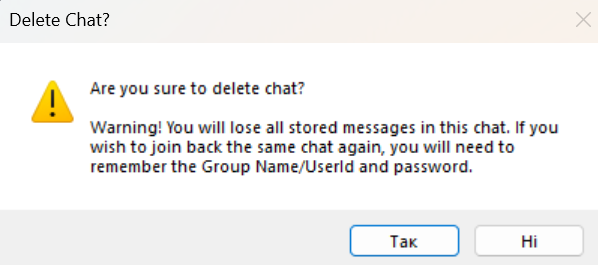 Delete Chat?
Are you sure to delete chat?
Warning! You will lose all stored messages in this chat. If you
wish to join back the same chat again, you will need to
remember the Group Name/UserId and password.
Так
Ні